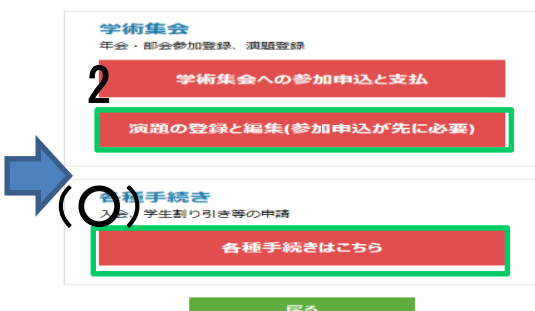 学術集会
年会・部会参加登録、演題登録
2
学術集会への参加申込と支払
演題の登録と編集(参加申込が先に必要)
各種手続き
(〇)
入会、学生割り引き等の申請
各種手続きはこちら
戻る